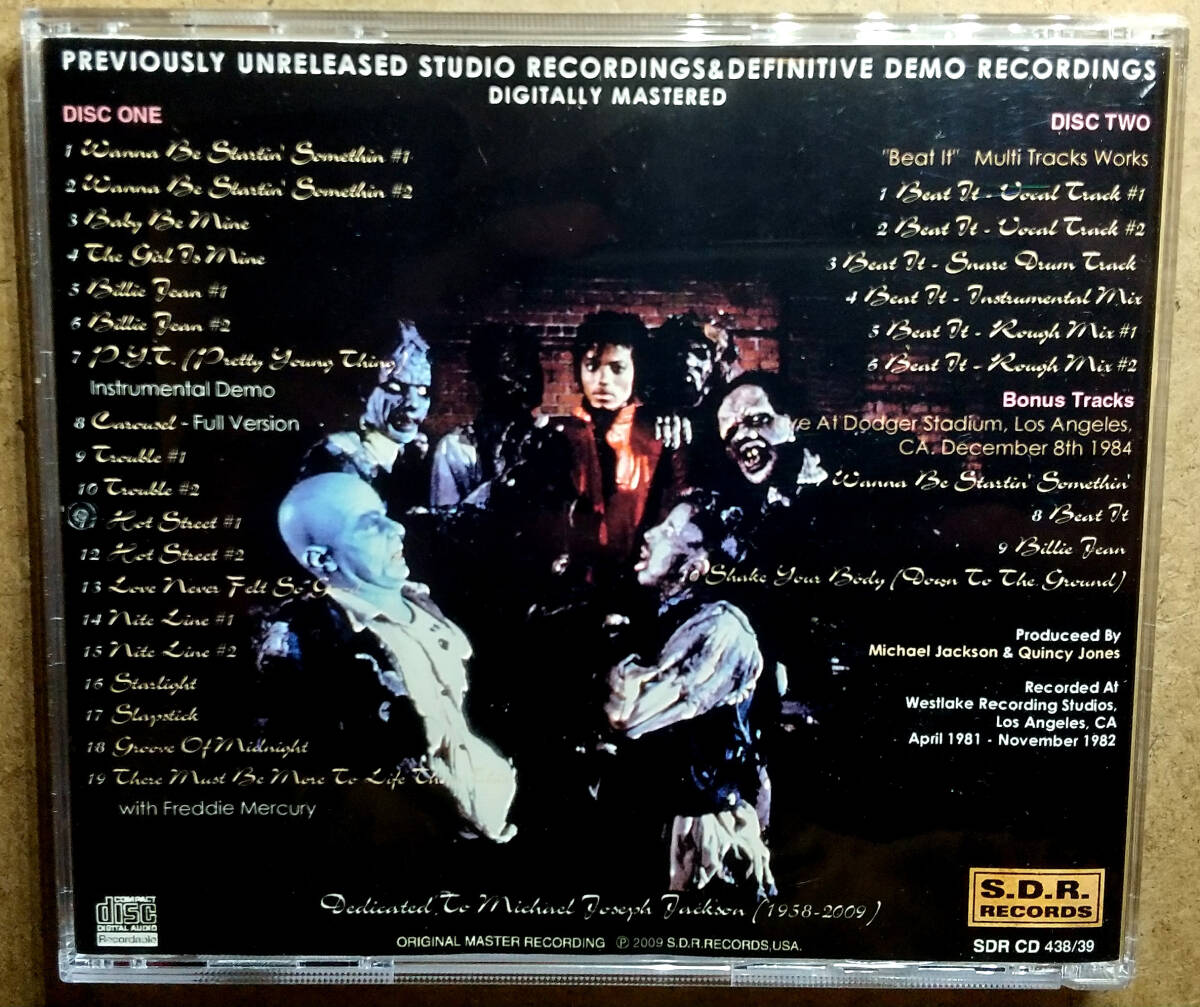 PREVIOUSLY UNRELEASED STUDIO RECORDINGS&DEFINITIVE DEMO RECORDINGS
DIGITALLY MASTERED
DISC ONE
1 Wanna Be Startin' Somethin #1
2 Wanna Be Startin' Somethin #2
3 Baby Be Mine
4 The Girl Is Mine
5 Billie Jean #1
6 Billie Jean #2
7 P.Y.T. (Pretty Young Thing
Instrumental Demo
8 Carousel - Full Version
9 Trouble #1
10 Trouble #2
Hot Street #1
12 Hot Street #2
13 Love Never Felt So G
14 Nite Line #1
15 Nite Line #2
16 Starlight
17 Slapstick
18 Groove Of Midnight
19 There Must Be More To Life
with Freddie Mercury
DISC TWO
"Beat It" Multi Tracks Works
1 Beat It - Vocal Track #1
2 Beat It - Vocal Track #2
3 Beat It - Snare Drum Track
4 Beat It - Instrumental Mix
5 Beat It - Rough Mix #1
6 Beat It - Rough Mix #2
Bonus Tracks
ve At Dodger Stadium, Los Angeles,
CA. December 8th 1984
Wanna Be Startin' Somethin'
8 Beat It
9 Billie Jean
10 Shake Your Body (Down To The Ground)
Produceed By
Michael Jackson & Quincy Jones
Recorded At
Westlake Recording Studios,
Los Angeles, CA
April 1981 - November 1982
Dedicated To Michael Joseph Jackson (1958-2009)
COMPACT
disc
DIGITAL AUDIO
Recordable
ORIGINAL MASTER RECORDING ℗ 2009 S.D.R.RECORDS,USA.
S.D.R.
RECORDS
SDR CD 438/39